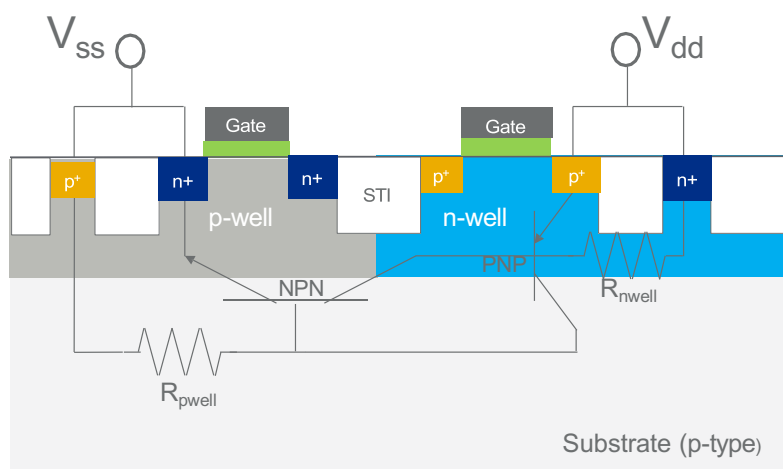 Vss
Vdd
Gate
Gate
p+
n+
n+
STI
p+
p+
n+
p-well
n-well
NPN
PNP
Rnwell
Rpwell
Substrate (p-type)